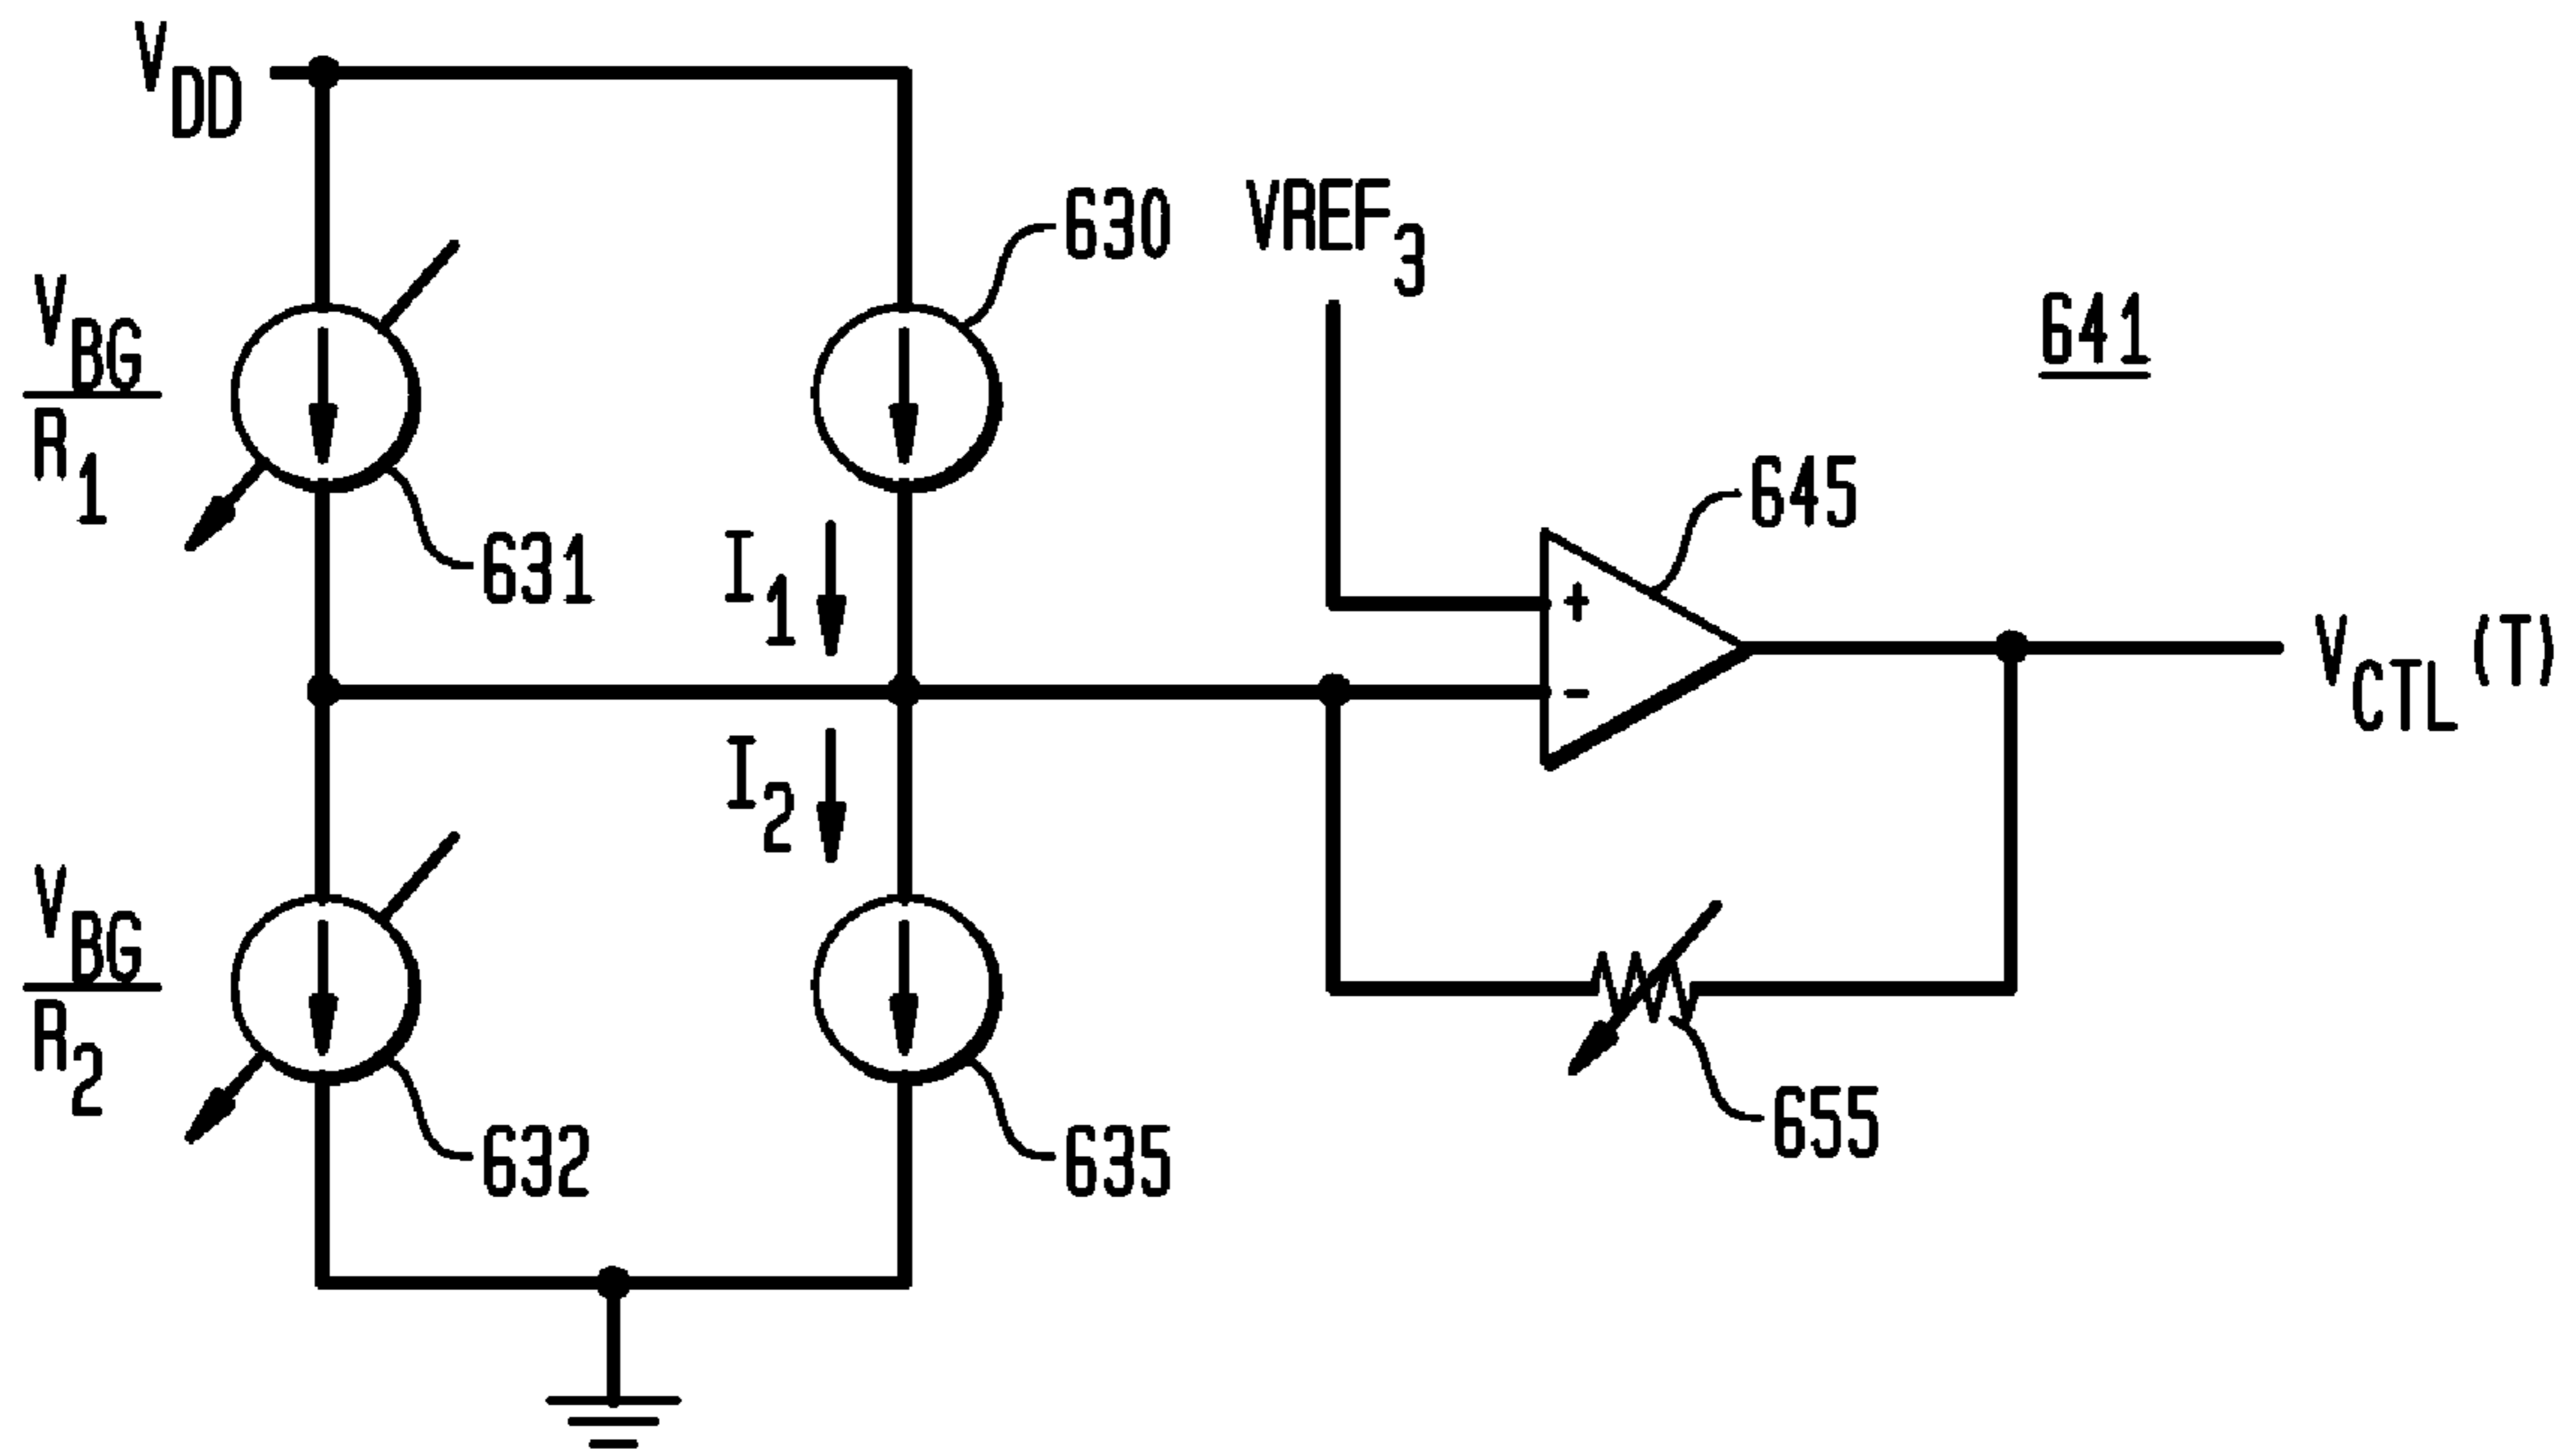 VDD
630
VREF3
641
VBG
R1
631
I1
645
VCTL(T)
+
-
I2
VBG
R2
632
635
655